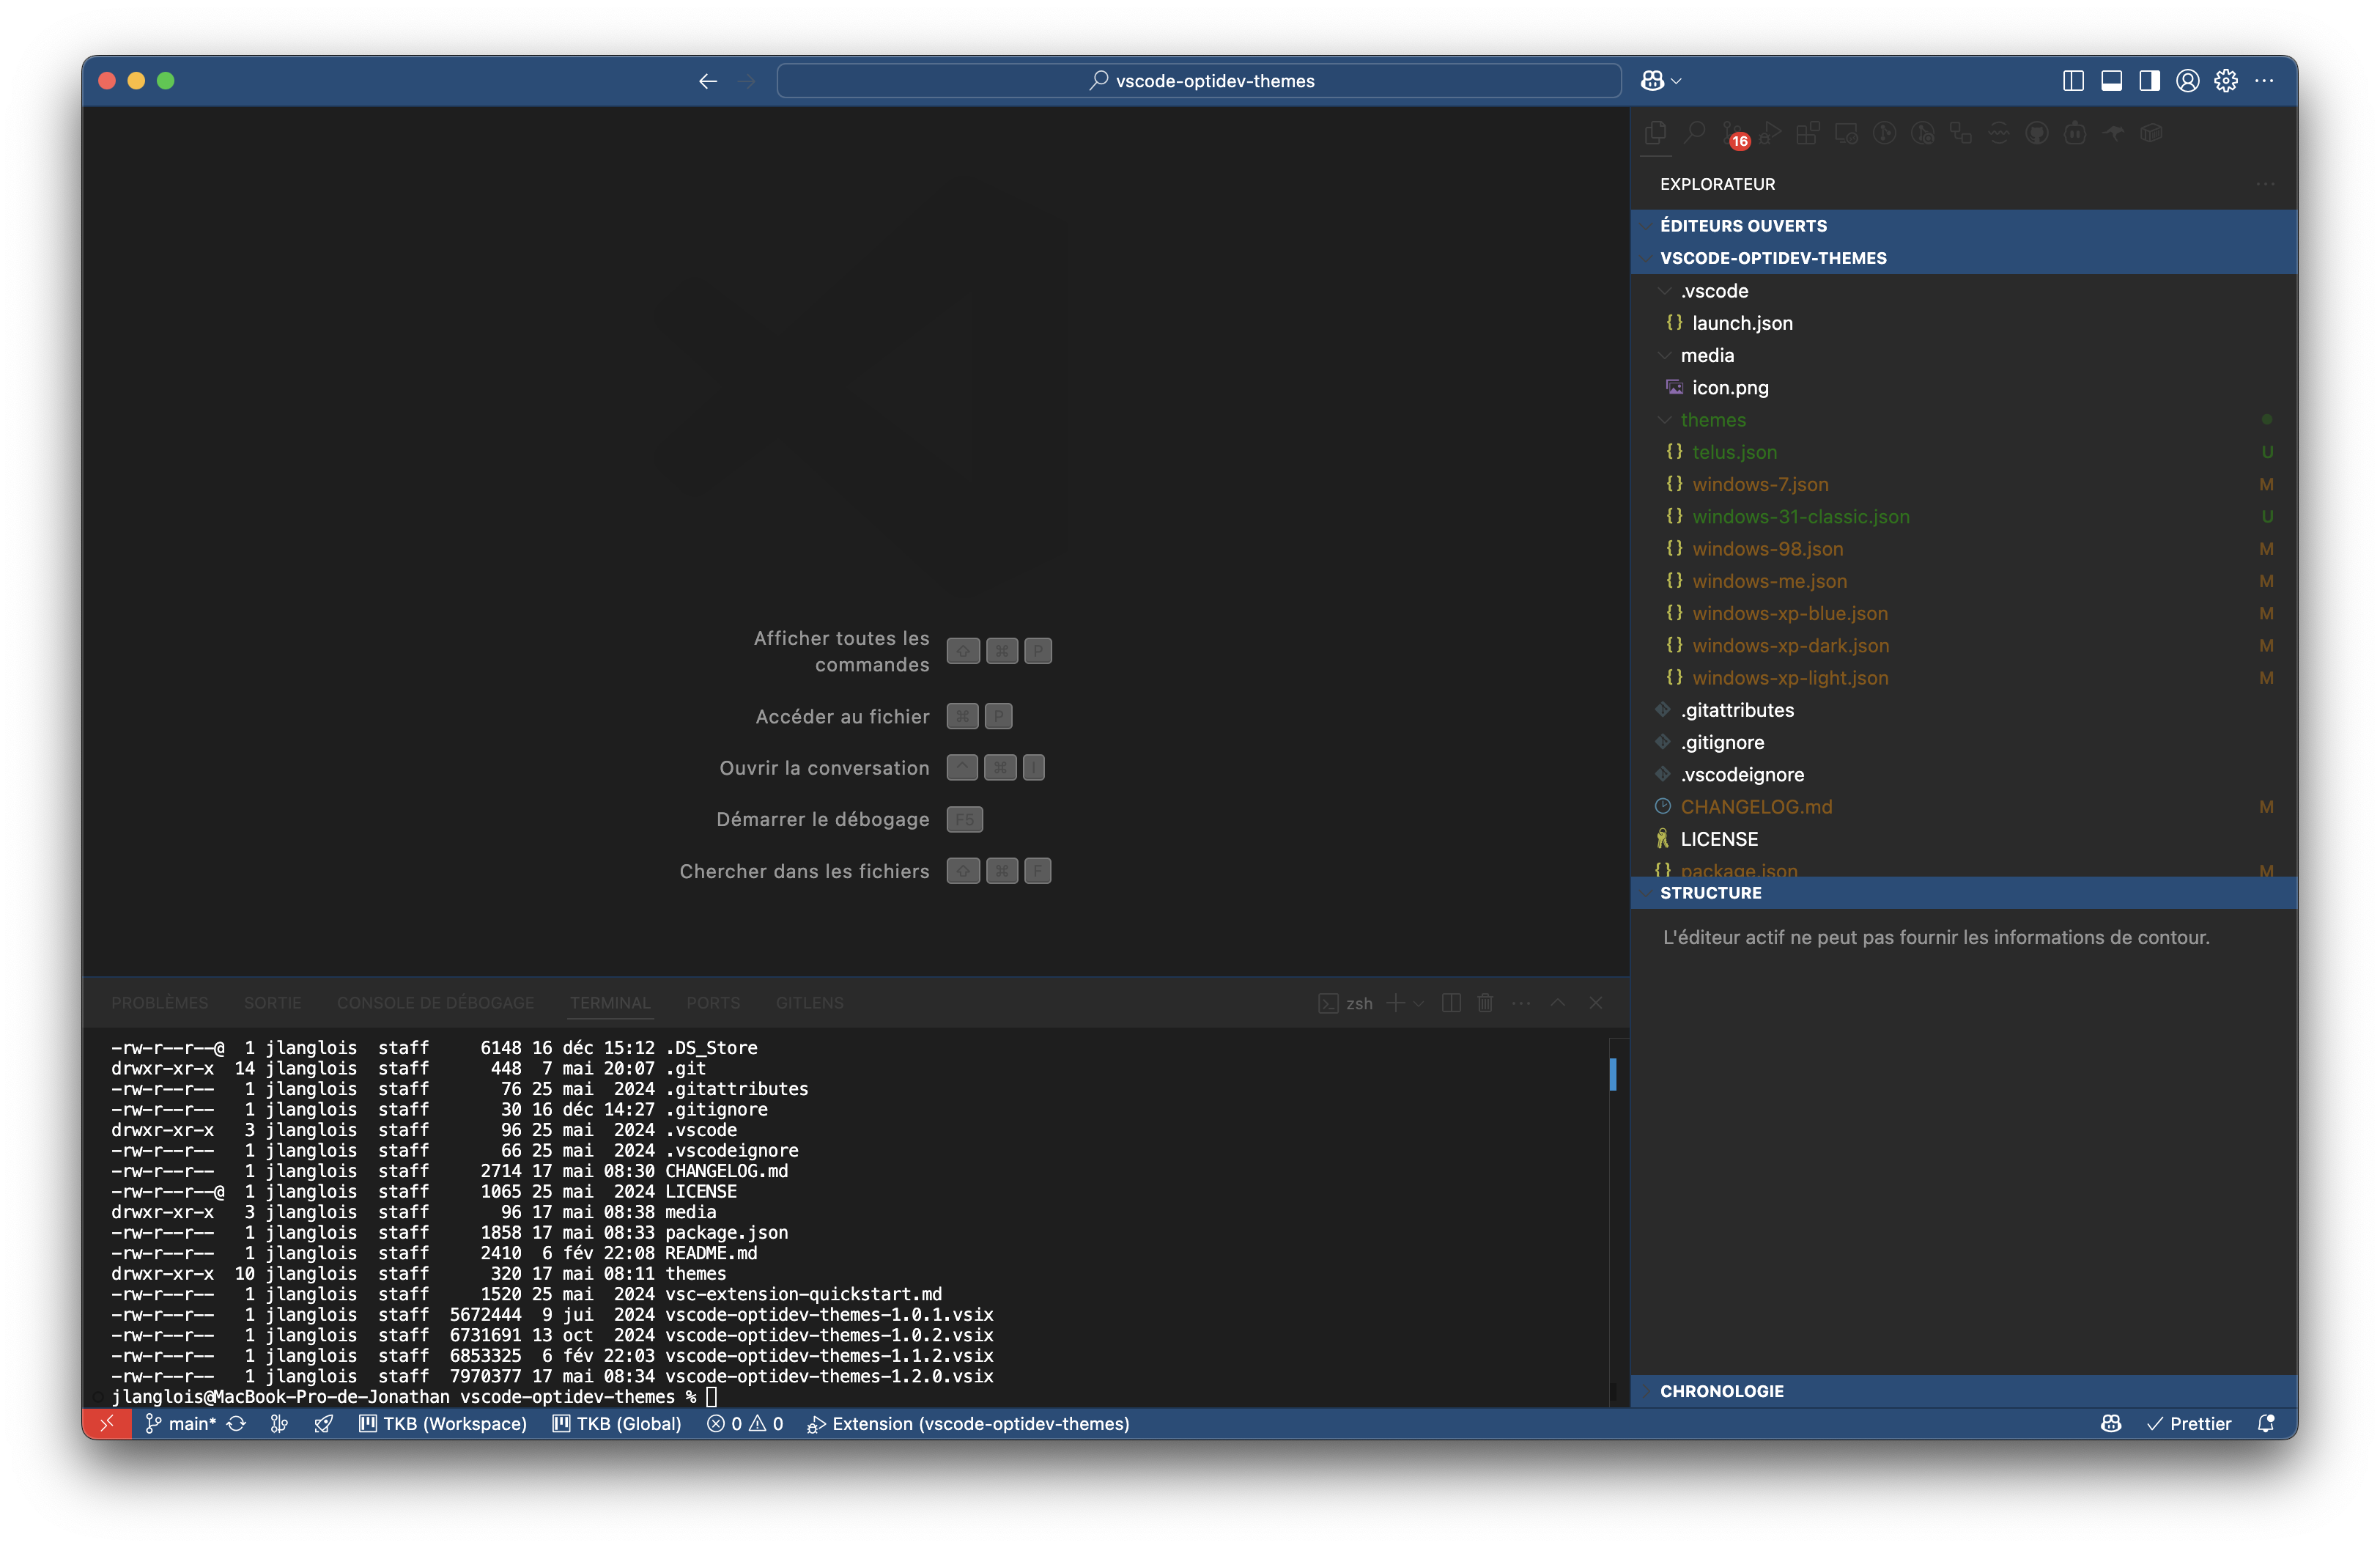 vscode-optidev-themes
16
EXPLORATEUR
ÉDITEURS OUVERTS
VSCODE-OPTIDEV-THEMES
.vscode
{} launch.json
media
icon.png
themes
{} telus.json U
{} windows-7.json M
{} windows-31-classic.json U
{} windows-98.json M
{} windows-me.json M
{} windows-xp-blue.json M
{} windows-xp-dark.json M
{} windows-xp-light.json M
.gitattributes
.gitignore
.vscodeignore
CHANGELOG.md M
LICENSE
{} package.json M
STRUCTURE
L'éditeur actif ne peut pas fournir les informations de contour.
CHRONOLOGIE
Afficher toutes les
commandes ⇧ ⌘ P
Accéder au fichier ⌘ P
Ouvrir la conversation ^ ⌘ I
Démarrer le débogage F5
Chercher dans les fichiers ⇧ ⌘ F
PROBLÈMES SORTIE CONSOLE DE DÉBOGAGE TERMINAL PORTS GITLENS zsh
-rw-r--r--@ 1 jlanglois staff 6148 16 déc 15:12 .DS_Store
drwxr-xr-x 14 jlanglois staff 448 7 mai 20:07 .git
-rw-r--r-- 1 jlanglois staff 76 25 mai 2024 .gitattributes
-rw-r--r-- 1 jlanglois staff 30 16 déc 14:27 .gitignore
drwxr-xr-x 3 jlanglois staff 96 25 mai 2024 .vscode
-rw-r--r-- 1 jlanglois staff 66 25 mai 2024 .vscodeignore
-rw-r--r-- 1 jlanglois staff 2714 17 mai 08:30 CHANGELOG.md
-rw-r--r--@ 1 jlanglois staff 1065 25 mai 2024 LICENSE
drwxr-xr-x 3 jlanglois staff 96 17 mai 08:38 media
-rw-r--r-- 1 jlanglois staff 1858 17 mai 08:33 package.json
-rw-r--r-- 1 jlanglois staff 2410 6 fév 22:08 README.md
drwxr-xr-x 10 jlanglois staff 320 17 mai 08:11 themes
-rw-r--r-- 1 jlanglois staff 1520 25 mai 2024 vsc-extension-quickstart.md
-rw-r--r-- 1 jlanglois staff 5672444 9 jui 2024 vscode-optidev-themes-1.0.1.vsix
-rw-r--r-- 1 jlanglois staff 6731691 13 oct 2024 vscode-optidev-themes-1.0.2.vsix
-rw-r--r-- 1 jlanglois staff 6853325 6 fév 22:03 vscode-optidev-themes-1.1.2.vsix
-rw-r--r-- 1 jlanglois staff 7970377 17 mai 08:34 vscode-optidev-themes-1.2.0.vsix
jlanglois@MacBook-Pro-de-Jonathan vscode-optidev-themes %
main* TKB (Workspace) TKB (Global) 0 0 Extension (vscode-optidev-themes) Prettier